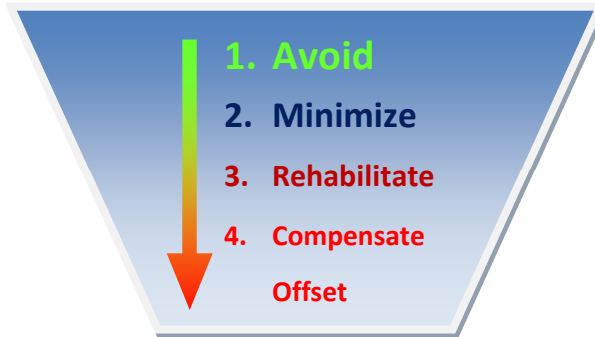 1. Avoid
2. Minimize
3. Rehabilitate
4. Compensate
Offset